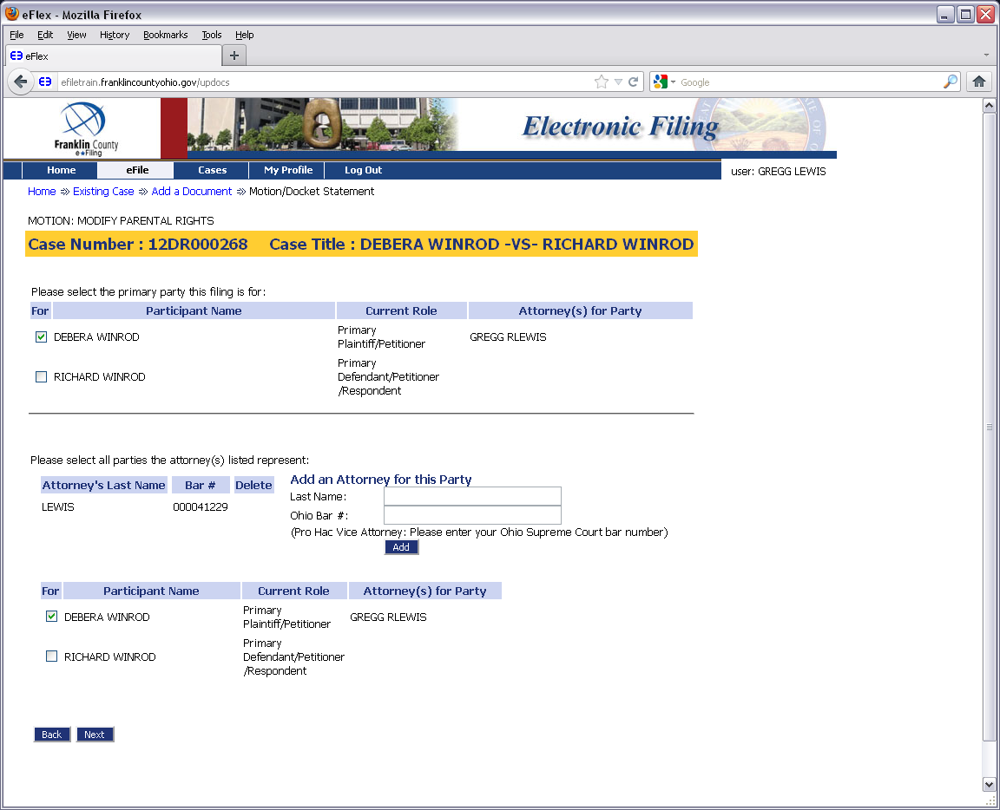 eFlex - Mozilla Firefox
File Edit View History Bookmarks Tools Help
eFlex
efiletrain.franklincountyohio.gov/updocs
Google
Franklin County
e★Filing
Electronic Filing
Home eFile Cases My Profile Log Out
user: GREGG LEWIS
Home ⇒ Existing Case ⇒ Add a Document ⇒ Motion/Docket Statement
MOTION: MODIFY PARENTAL RIGHTS
Case Number : 12DR000268 Case Title : DEBERA WINROD -VS- RICHARD WINROD
Please select the primary party this filing is for:
For Participant Name Current Role Attorney(s) for Party
DEBERA WINROD Primary Plaintiff/Petitioner GREGG RLEWIS
RICHARD WINROD Primary Defendant/Petitioner /Respondent
Please select all parties the attorney(s) listed represent:
Attorney's Last Name Bar # Delete
LEWIS 000041229
Add an Attorney for this Party
Last Name:
Ohio Bar #:
(Pro Hac Vice Attorney: Please enter your Ohio Supreme Court bar number)
Add
For Participant Name Current Role Attorney(s) for Party
DEBERA WINROD Primary Plaintiff/Petitioner GREGG RLEWIS
RICHARD WINROD Primary Defendant/Petitioner /Respondent
Back Next